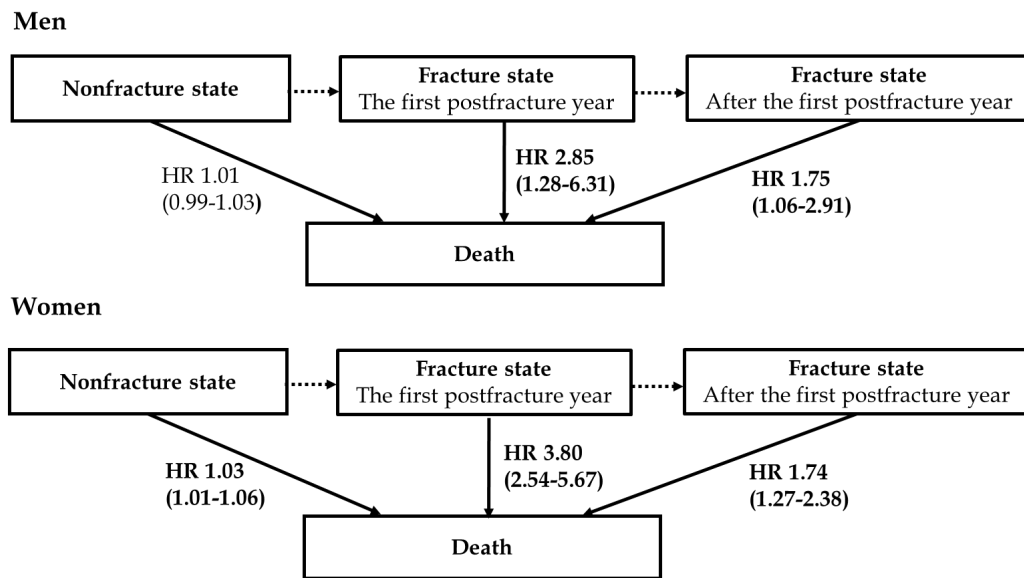 Men
Nonfracture state
Fracture state
The first postfracture year
Fracture state
After the first postfracture year
HR 1.01
(0.99-1.03)
HR 2.85
(1.28-6.31)
HR 1.75
(1.06-2.91)
Death
Women
Nonfracture state
Fracture state
The first postfracture year
Fracture state
After the first postfracture year
HR 1.03
(1.01-1.06)
HR 3.80
(2.54-5.67)
HR 1.74
(1.27-2.38)
Death